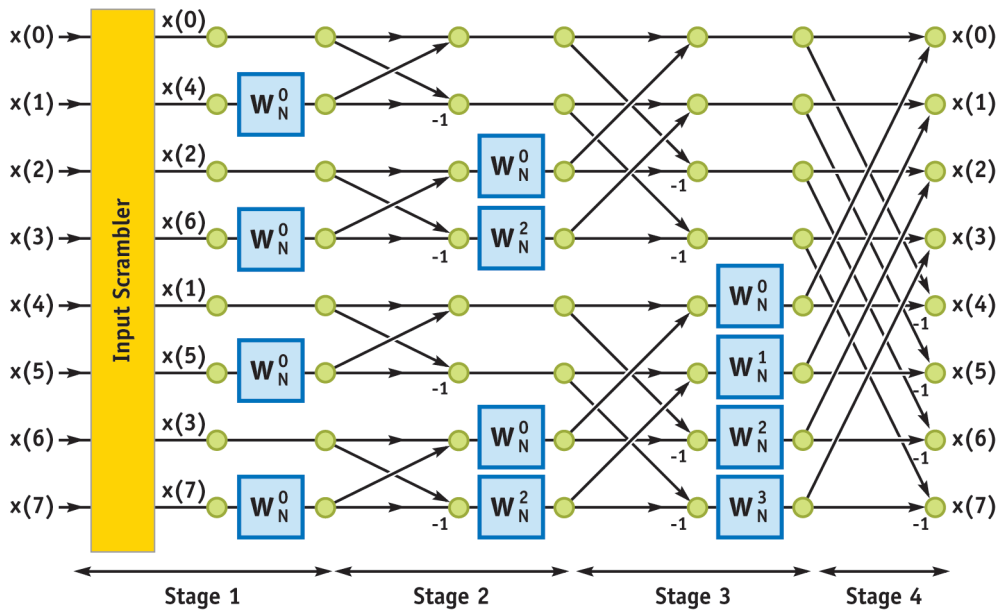 x(0) x(0) x(0)
x(1) x(4) W 0 N -1 x(1)
x(2) x(2) W 0 N -1 x(2)
x(3) x(6) W 0 N -1 W 2 N -1 x(3)
Input Scrambler
x(4) x(1) W 0 N -1 x(4)
x(5) x(5) W 0 N -1 W 1 N -1 x(5)
x(6) x(3) W 0 N -1 W 2 N -1 x(6)
x(7) x(7) W 0 N -1 W 2 N -1 W 3 N -1 x(7)
Stage 1 Stage 2 Stage 3 Stage 4